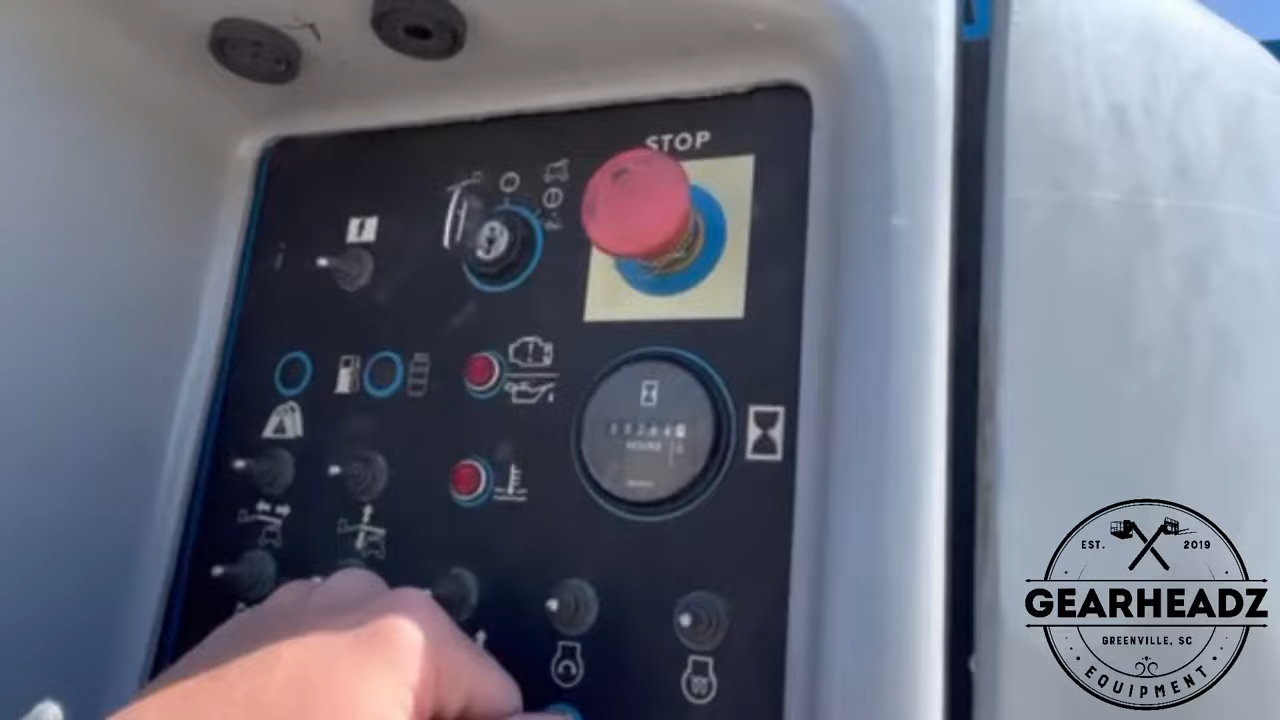 STOP
HOURS
EST.
2019
GEARHEADZ
GREENVILLE, SC
EQUIPMENT